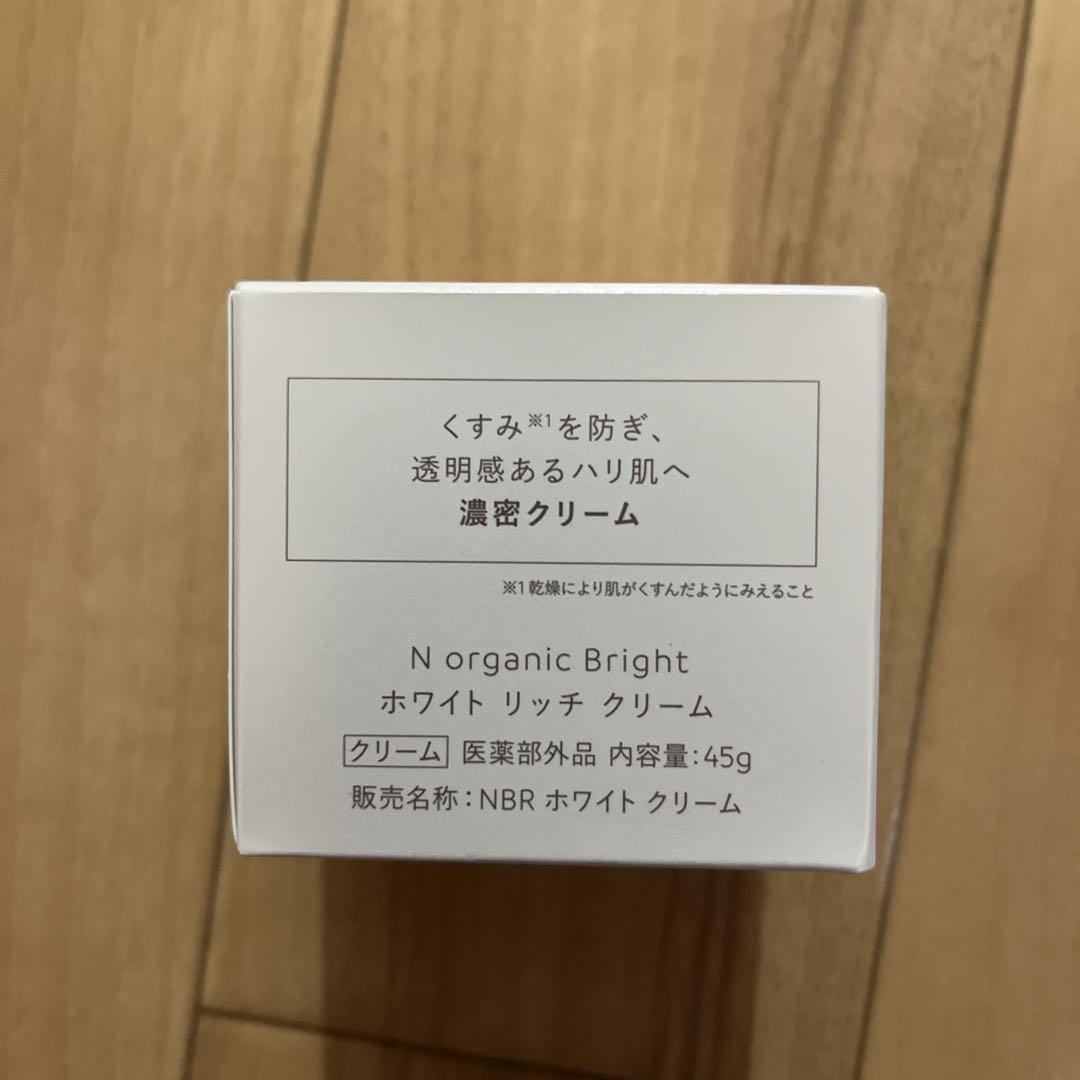 くすみ※1を防ぎ、
透明感あるハリ肌へ
濃密クリーム
※1 乾燥により肌がくすんだようにみえること
N organic Bright
ホワイト リッチ クリーム
クリーム 医薬部外品 内容量：45g
販売名称：NBR ホワイト クリーム